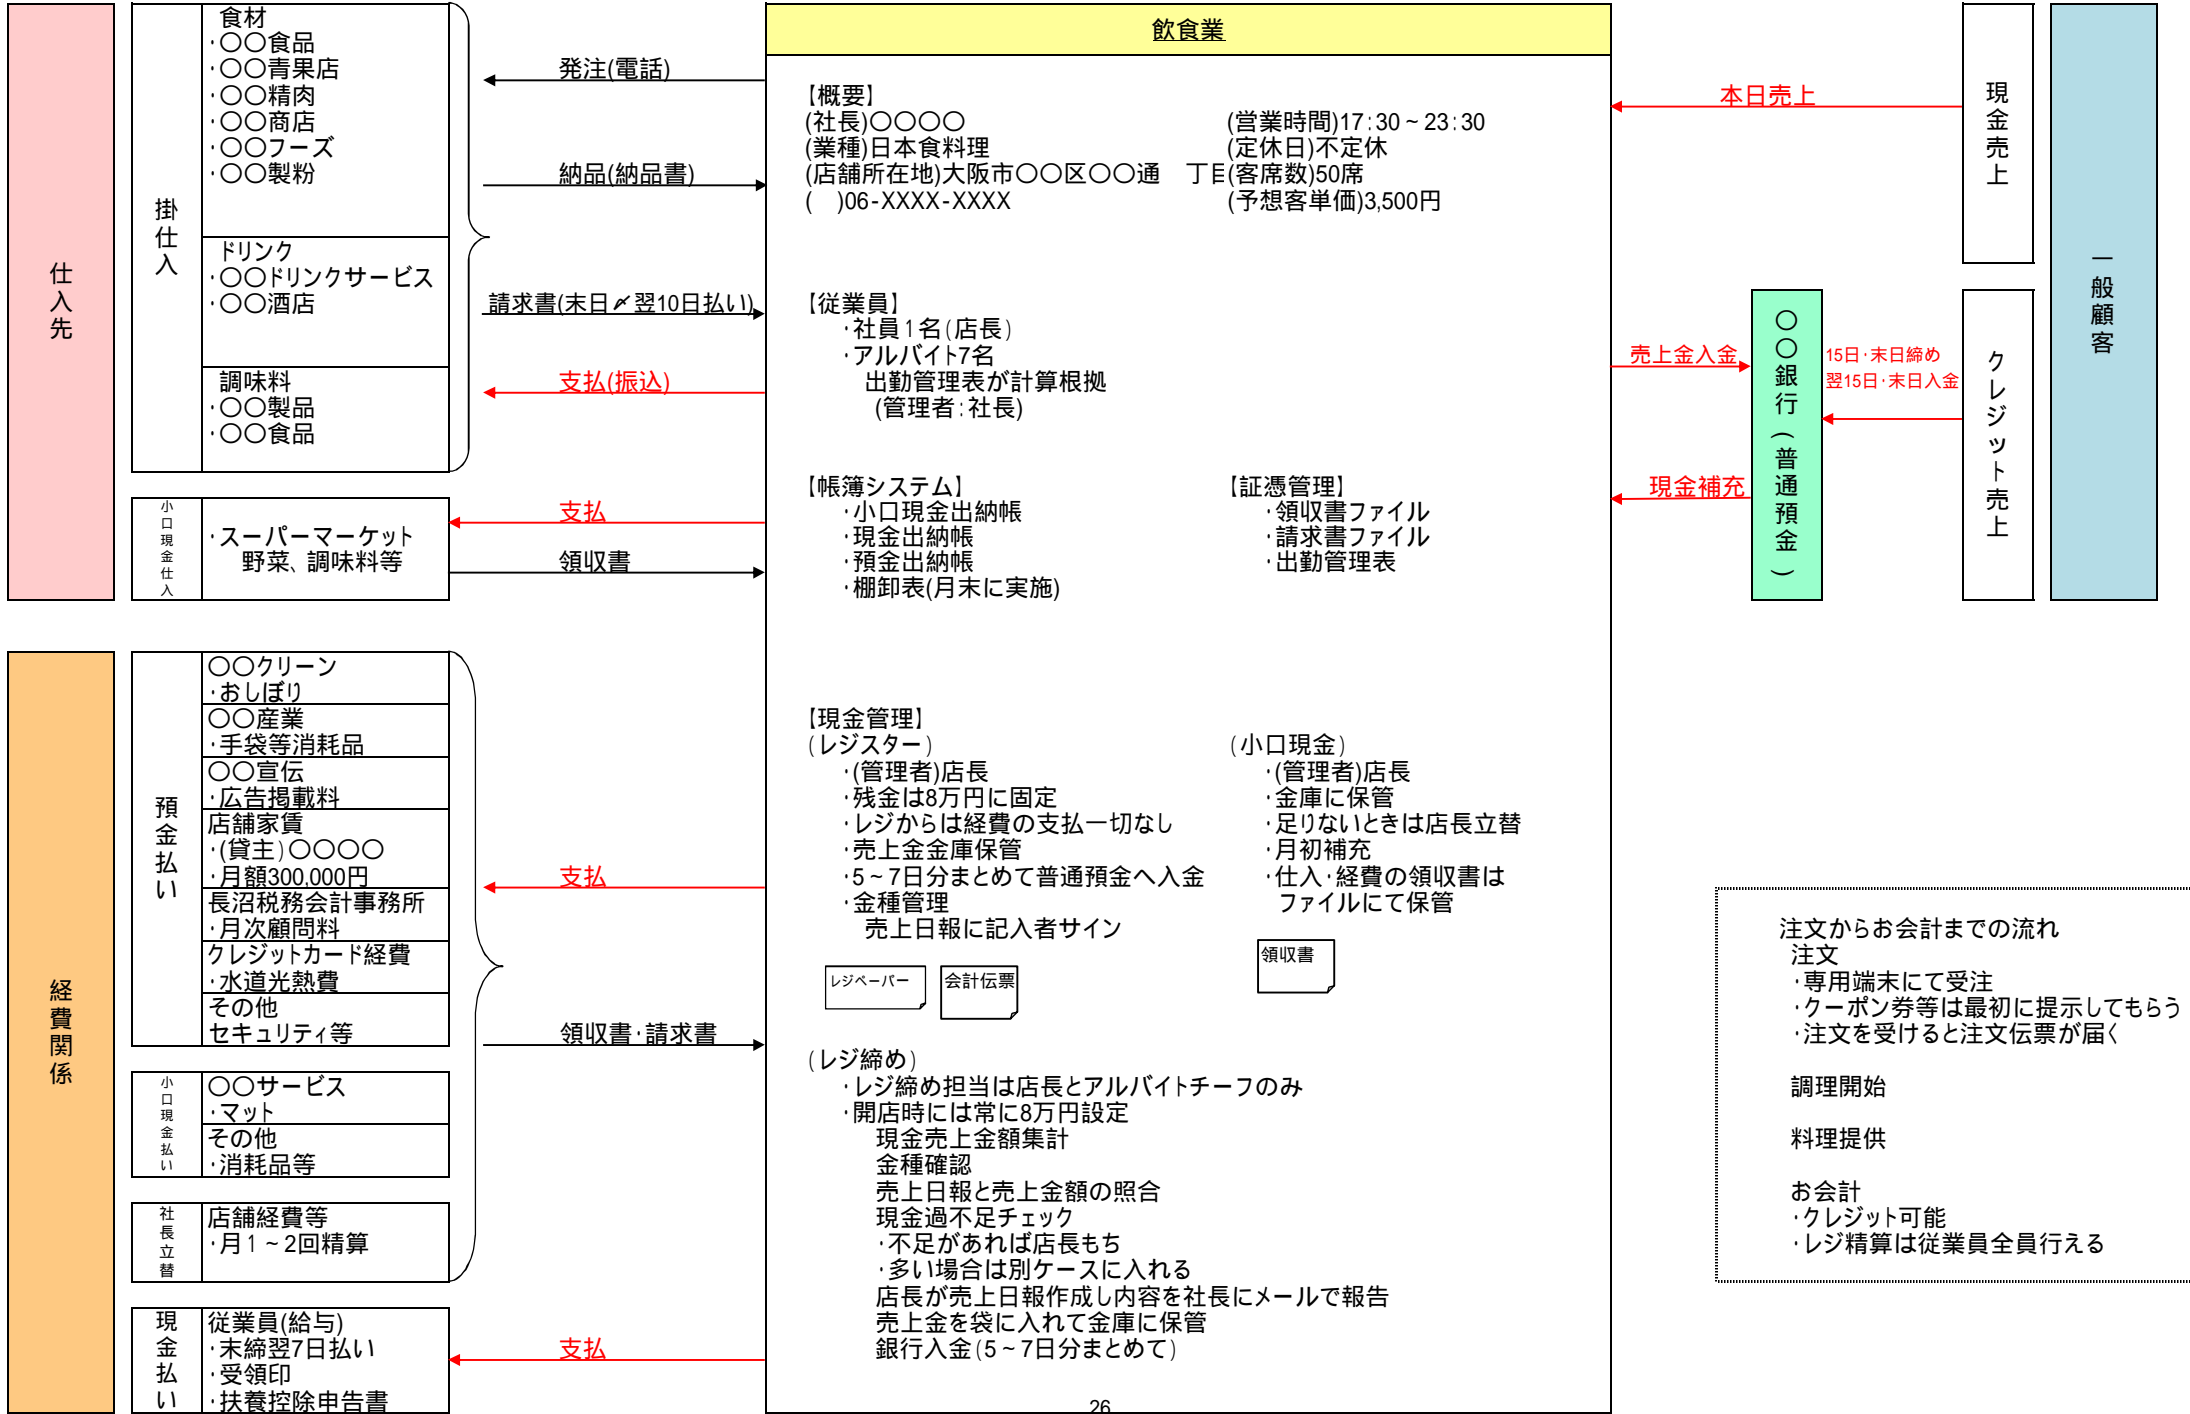 仕入先
掛仕入
食材
・〇〇食品
・〇〇青果店
・〇〇精肉
・〇〇商店
・〇〇フーズ
・〇〇製粉
ドリンク
・〇〇ドリンクサービス
・〇〇酒店
調味料
・〇〇製品
・〇〇食品
小口現金仕入
・スーパーマーケット
野菜、調味料等
発注(電話)
納品(納品書)
請求書(末日〆翌10日払い)
支払(振込)
支払
領収書
経費関係
預金払い
〇〇クリーン
・おしぼり
〇〇産業
・手袋等消耗品
〇〇宣伝
・広告掲載料
店舗家賃
・(貸主)〇〇〇〇
・月額300,000円
長沼税務会計事務所
・月次顧問料
クレジットカード経費
・水道光熱費
その他
セキュリティ等
小口現金払い
〇〇サービス
・マット
その他
・消耗品等
社長立替
店舗経費等
・月1~2回精算
現金払い
従業員(給与)
・末締翌7日払い
・受領印
・扶養控除申告書
支払
領収書・請求書
支払
飲食業
【概要】
(社長)〇〇〇〇
(業種)日本食料理
(店舗所在地)大阪市〇〇区〇〇通　丁目
(　)06-XXXX-XXXX
(営業時間)17:30~23:30
(定休日)不定休
(客席数)50席
(予想客単価)3,500円
【従業員】
・社員1名(店長)
・アルバイト7名
出勤管理表が計算根拠
(管理者:社長)
【帳簿システム】
・小口現金出納帳
・現金出納帳
・預金出納帳
・棚卸表(月末に実施)
【証憑管理】
・領収書ファイル
・請求書ファイル
・出勤管理表
【現金管理】
(レジスター)
・(管理者)店長
・残金は8万円に固定
・レジからは経費の支払一切なし
・売上金金庫保管
・5~7日分まとめて普通預金へ入金
・金種管理
売上日報に記入者サイン
レジペーパー
会計伝票
(小口現金)
・(管理者)店長
・金庫に保管
・足りないときは店長立替
・月初補充
・仕入・経費の領収書は
ファイルにて保管
領収書
(レジ締め)
・レジ締め担当は店長とアルバイトチーフのみ
・開店時には常に8万円設定
現金売上金額集計
金種確認
売上日報と売上金額の照合
現金過不足チェック
・不足があれば店長もち
・多い場合は別ケースに入れる
店長が売上日報作成し内容を社長にメールで報告
売上金を袋に入れて金庫に保管
銀行入金(5~7日分まとめて)
26
本日売上
売上金入金
現金補充
〇〇銀行(普通預金)
15日・末日締め
翌15日・末日入金
現金売上
クレジット売上
一般顧客
注文からお会計までの流れ
注文
・専用端末にて受注
・クーポン券等は最初に提示してもらう
・注文を受けると注文伝票が届く
調理開始
料理提供
お会計
・クレジット可能
・レジ精算は従業員全員行える